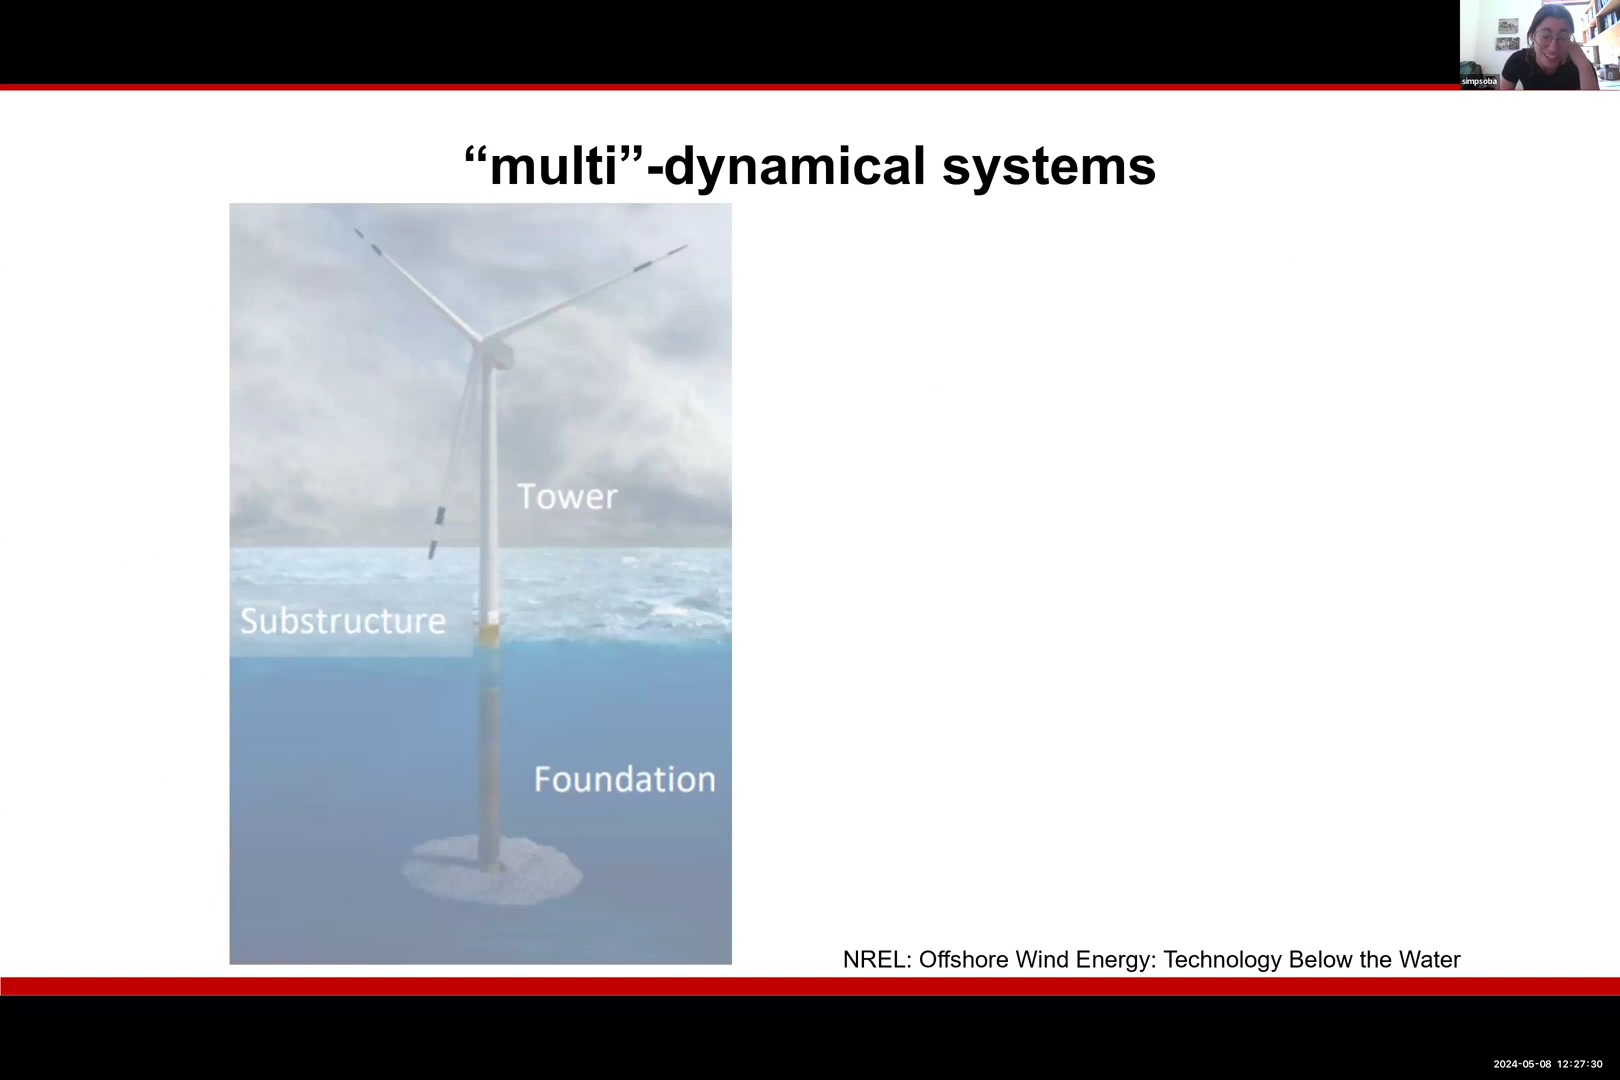 simpsoba
“multi”-dynamical systems
Tower
Substructure
Foundation
NREL: Offshore Wind Energy: Technology Below the Water
2024-05-08 12:27:30